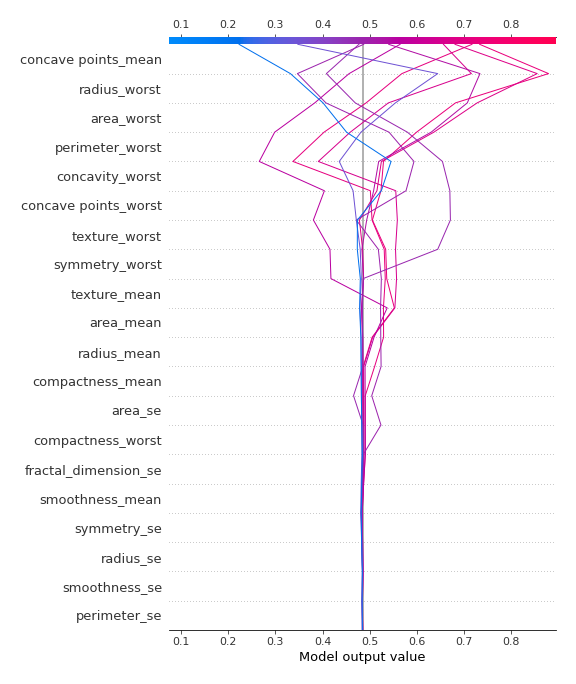 0.1 0.2 0.3 0.4 0.5 0.6 0.7 0.8
concave points_mean
radius_worst
area_worst
perimeter_worst
concavity_worst
concave points_worst
texture_worst
symmetry_worst
texture_mean
area_mean
radius_mean
compactness_mean
area_se
compactness_worst
fractal_dimension_se
smoothness_mean
symmetry_se
radius_se
smoothness_se
perimeter_se
0.1 0.2 0.3 0.4 0.5 0.6 0.7 0.8
Model output value